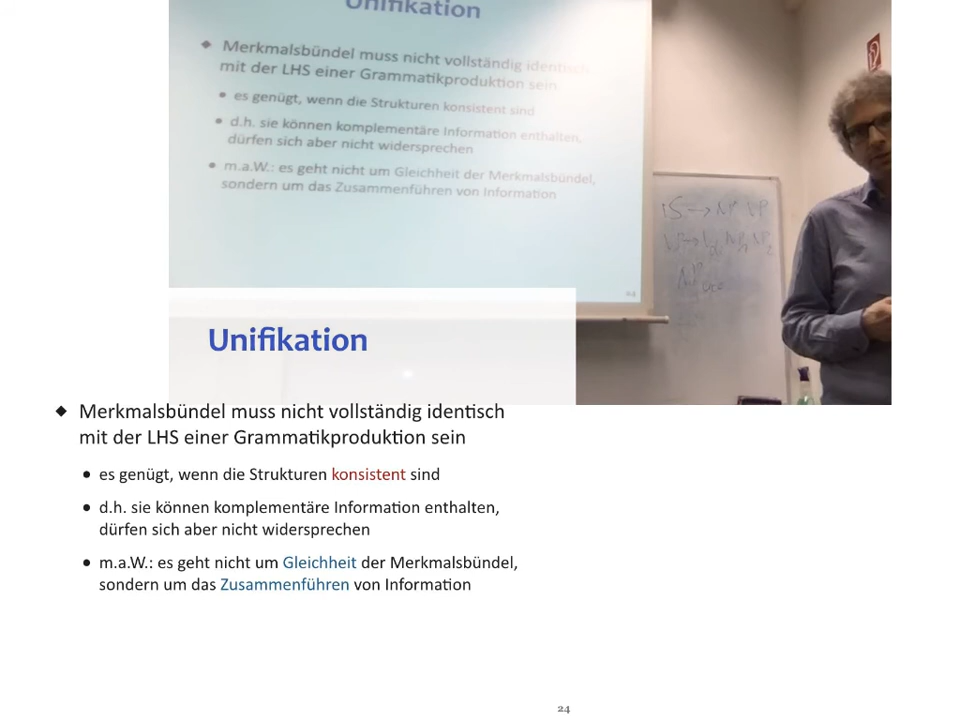 Unifikation
Merkmalsbündel muss nicht vollständig identisch
mit der LHS einer Grammatikproduktion sein
es genügt, wenn die Strukturen konsistent sind
d.h. sie können komplementäre Information enthalten,
dürfen sich aber nicht widersprechen
m.a.W.: es geht nicht um Gleichheit der Merkmalsbündel,
sondern um das Zusammenführen von Information
24
S → NP VP
Unifikation
◆ Merkmalsbündel muss nicht vollständig identisch
mit der LHS einer Grammatikproduktion sein
• es genügt, wenn die Strukturen konsistent sind
• d.h. sie können komplementäre Information enthalten,
dürfen sich aber nicht widersprechen
• m.a.W.: es geht nicht um Gleichheit der Merkmalsbündel,
sondern um das Zusammenführen von Information
24